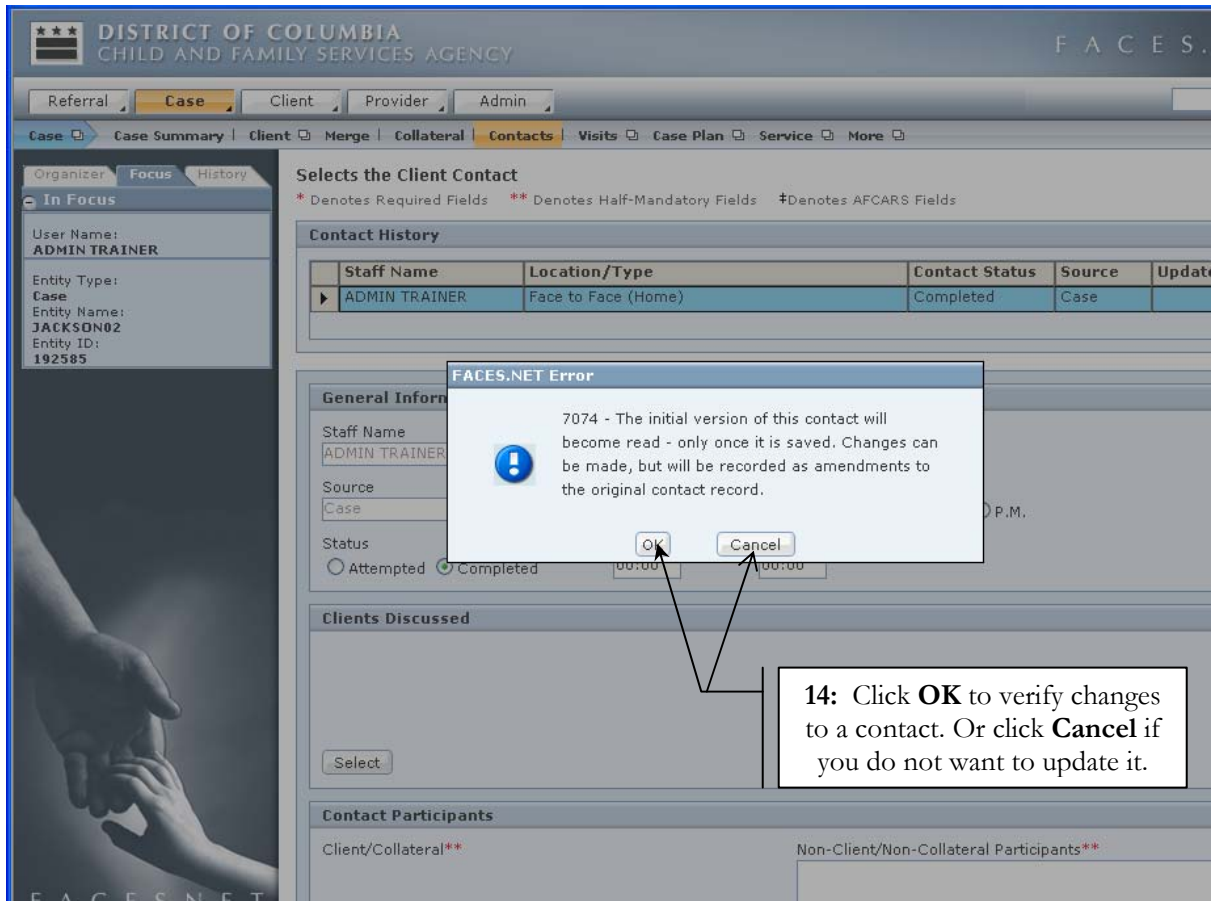 DISTRICT OF COLUMBIA
CHILD AND FAMILY SERVICES AGENCY
F A C E S.
Referral Case Client Provider Admin
Case Case Summary | Client Merge | Collateral | Contacts | Visits Case Plan Service More
Organizer Focus History
In Focus
User Name:
ADMIN TRAINER
Entity Type:
Case
Entity Name:
JACKSON02
Entity ID:
192585
Selects the Client Contact
* Denotes Required Fields ** Denotes Half-Mandatory Fields ‡Denotes AFCARS Fields
Contact History
Staff Name Location/Type Contact Status Source Update
ADMIN TRAINER Face to Face (Home) Completed Case
FACES.NET Error
7074 - The initial version of this contact will
become read - only once it is saved. Changes can
be made, but will be recorded as amendments to
the original contact record.
OK Cancel
General Inform
Staff Name
ADMIN TRAINER
Source
Case
P.M.
Status
Attempted Completed 00:00 00:00
Clients Discussed
Select
14: Click OK to verify changes
to a contact. Or click Cancel if
you do not want to update it.
Contact Participants
Client/Collateral** Non-Client/Non-Collateral Participants**
F A C E S N E T